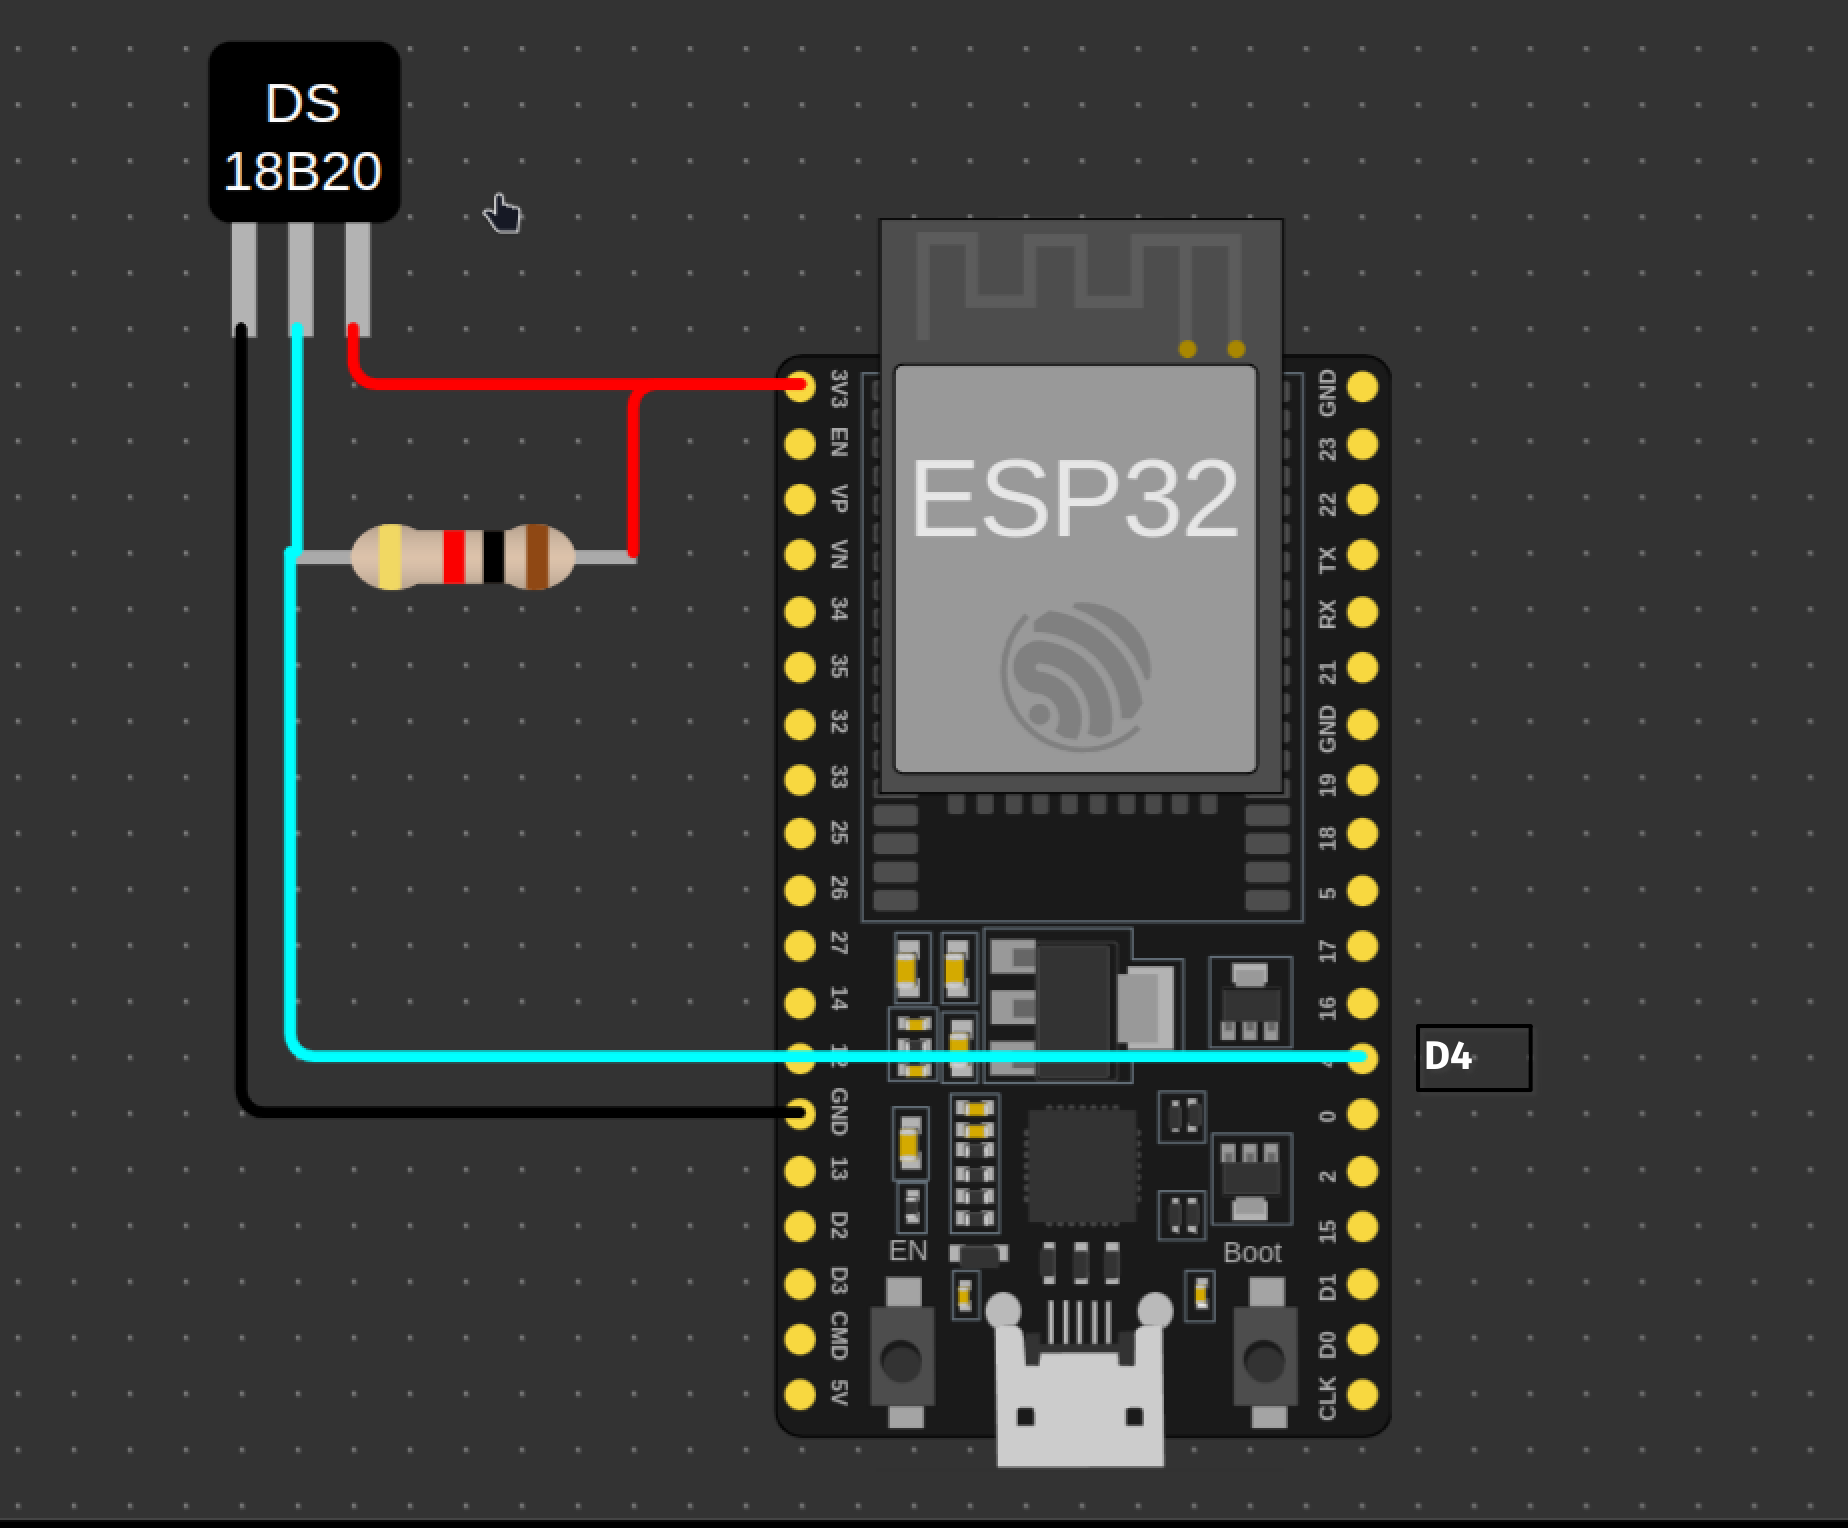 DS
18B20
ESP32
3V3
EN
VP
VN
34
35
32
33
25
26
27
14
12
GND
13
D2
D3
CMD
5V
GND
23
22
TX
RX
21
GND
19
18
5
17
16
4
0
2
15
D1
D0
CLK
D4
EN
Boot